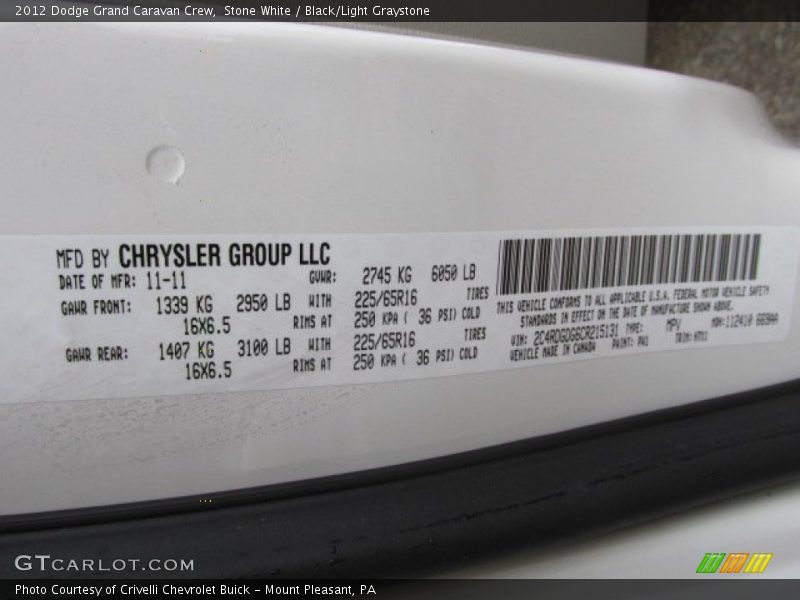 2012 Dodge Grand Caravan Crew, Stone White / Black/Light Graystone
MFD BY CHRYSLER GROUP LLC
DATE OF MFR: 11-11 GVWR: 2745 KG 6050 LB
GAWR FRONT: 1339 KG 2950 LB WITH 225/65R16 TIRES
16X6.5 RIMS AT 250 KPA ( 36 PSI) COLD
GAWR REAR: 1407 KG 3100 LB WITH 225/65R16 TIRES
16X6.5 RIMS AT 250 KPA ( 36 PSI) COLD
THIS VEHICLE CONFORMS TO ALL APPLICABLE U.S.A. FEDERAL MOTOR VEHICLE SAFETY
STANDARDS IN EFFECT ON THE DATE OF MANUFACTURE SHOWN ABOVE.
VIN: 2C4RDGDG6CR215131 TYPE: MPV MDH: 112410
VEHICLE MADE IN CANADA PAINT: PW1 TRIM:
GTCARLOT.COM
Photo Courtesy of Crivelli Chevrolet Buick – Mount Pleasant, PA